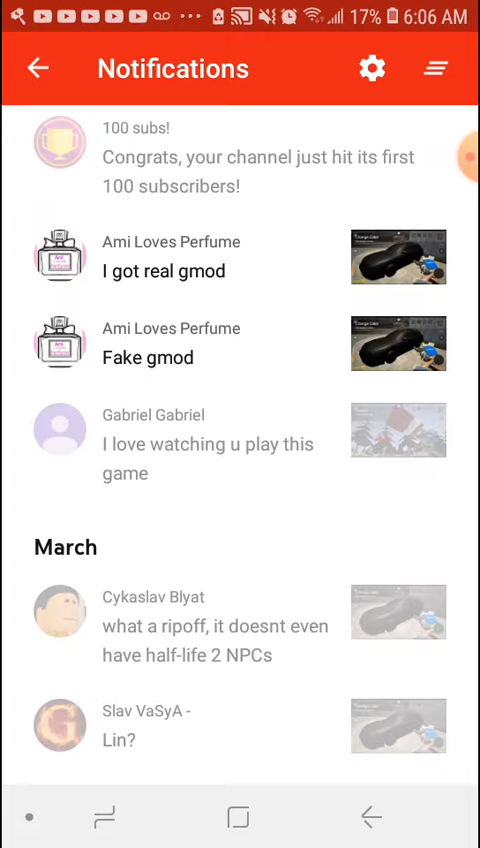 17% 6:06 AM
Notifications
100 subs!
Congrats, your channel just hit its first
100 subscribers!
Ami Loves Perfume
I got real gmod
Ami Loves Perfume
Fake gmod
Gabriel Gabriel
I love watching u play this
game
March
Cykaslav Blyat
what a ripoff, it doesnt even
have half-life 2 NPCs
Slav VaSyA -
Lin?